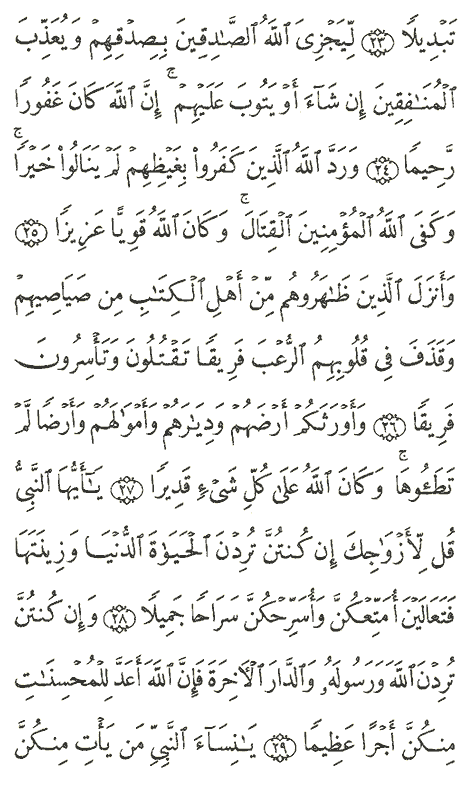 تَبۡدِيلٗا ٢٣ لِّيَجۡزِيَ ٱللَّهُ ٱلصَّٰدِقِينَ بِصِدۡقِهِمۡ وَيُعَذِّبَ
ٱلۡمُنَٰفِقِينَ إِن شَآءَ أَوۡ يَتُوبَ عَلَيۡهِمۡۚ إِنَّ ٱللَّهَ كَانَ غَفُورٗا
رَّحِيمٗا ٢٤ وَرَدَّ ٱللَّهُ ٱلَّذِينَ كَفَرُواْ بِغَيۡظِهِمۡ لَمۡ يَنَالُواْ خَيۡرٗاۚ
وَكَفَى ٱللَّهُ ٱلۡمُؤۡمِنِينَ ٱلۡقِتَالَۚ وَكَانَ ٱللَّهُ قَوِيًّا عَزِيزٗا ٢٥
وَأَنزَلَ ٱلَّذِينَ ظَٰهَرُوهُم مِّنۡ أَهۡلِ ٱلۡكِتَٰبِ مِن صَيَاصِيهِمۡ
وَقَذَفَ فِي قُلُوبِهِمُ ٱلرُّعۡبَ فَرِيقٗا تَقۡتُلُونَ وَتَأۡسِرُونَ
فَرِيقٗا ٢٦ وَأَوۡرَثَكُمۡ أَرۡضَهُمۡ وَدِيَٰرَهُمۡ وَأَمۡوَٰلَهُمۡ وَأَرۡضٗا لَّمۡ
تَطَـُٔوهَاۚ وَكَانَ ٱللَّهُ عَلَىٰ كُلِّ شَيۡءٖ قَدِيرٗا ٢٧ يَٰٓأَيُّهَا ٱلنَّبِيُّ
قُل لِّأَزۡوَٰجِكَ إِن كُنتُنَّ تُرِدۡنَ ٱلۡحَيَوٰةَ ٱلدُّنۡيَا وَزِينَتَهَا
فَتَعَالَيۡنَ أُمَتِّعۡكُنَّ وَأُسَرِّحۡكُنَّ سَرَاحٗا جَمِيلٗا ٢٨ وَإِن كُنتُنَّ
تُرِدۡنَ ٱللَّهَ وَرَسُولَهُۥ وَٱلدَّارَ ٱلۡأٓخِرَةَ فَإِنَّ ٱللَّهَ أَعَدَّ لِلۡمُحۡسِنَٰتِ
مِنكُنَّ أَجۡرًا عَظِيمٗا ٢٩ يَٰنِسَآءَ ٱلنَّبِيِّ مَن يَأۡتِ مِنكُنَّ